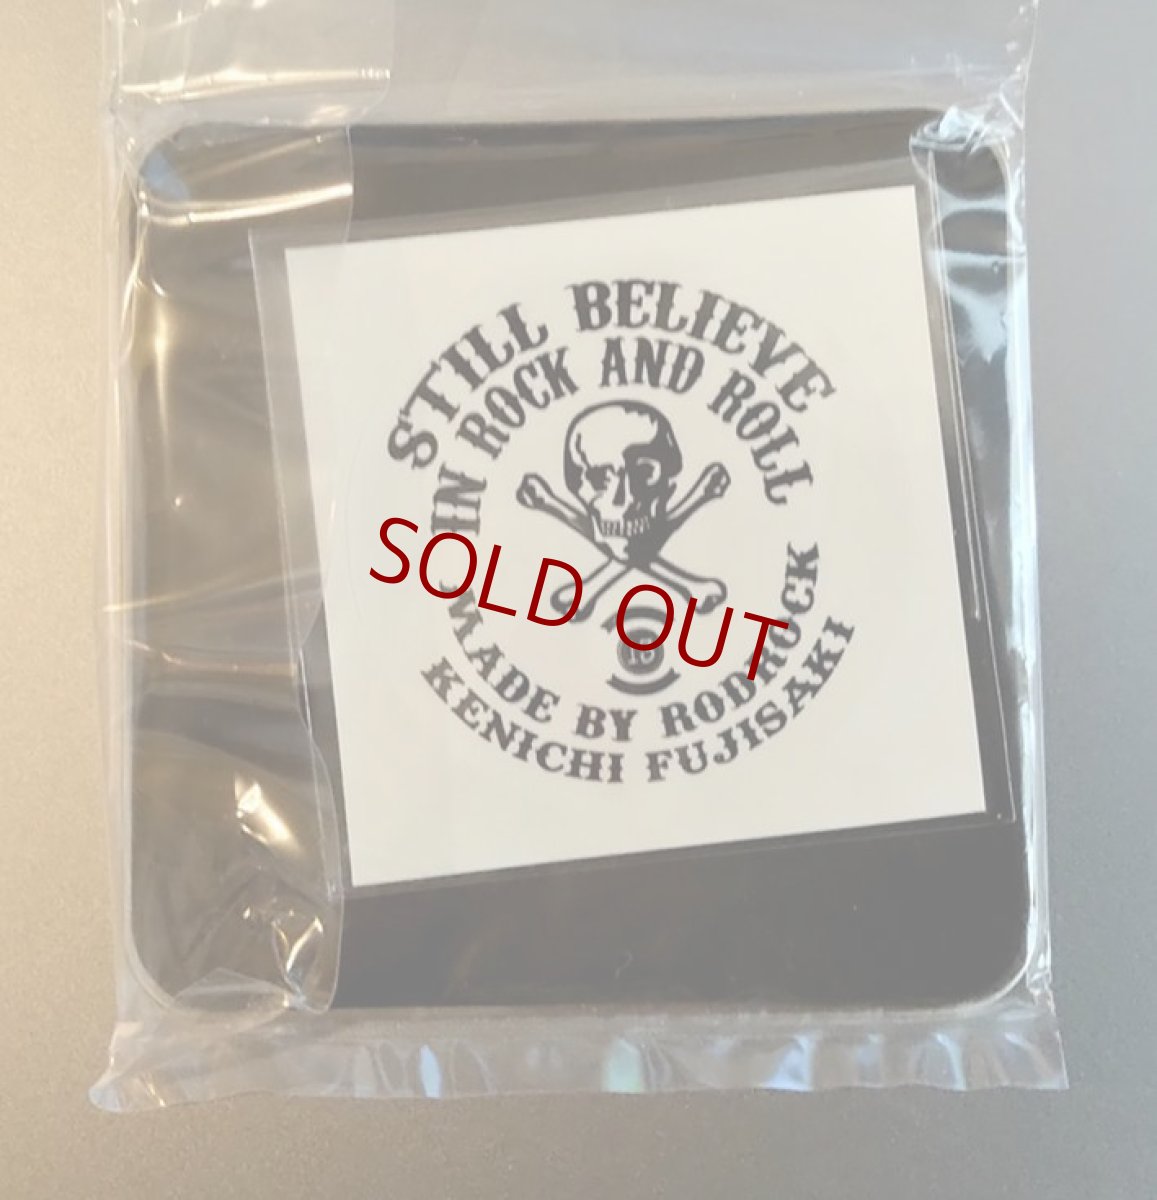 STILL BELIEVE
IN ROCK AND ROLL
SOLD OUT
MADE BY RODROCK
KENICHI FUJISAKI